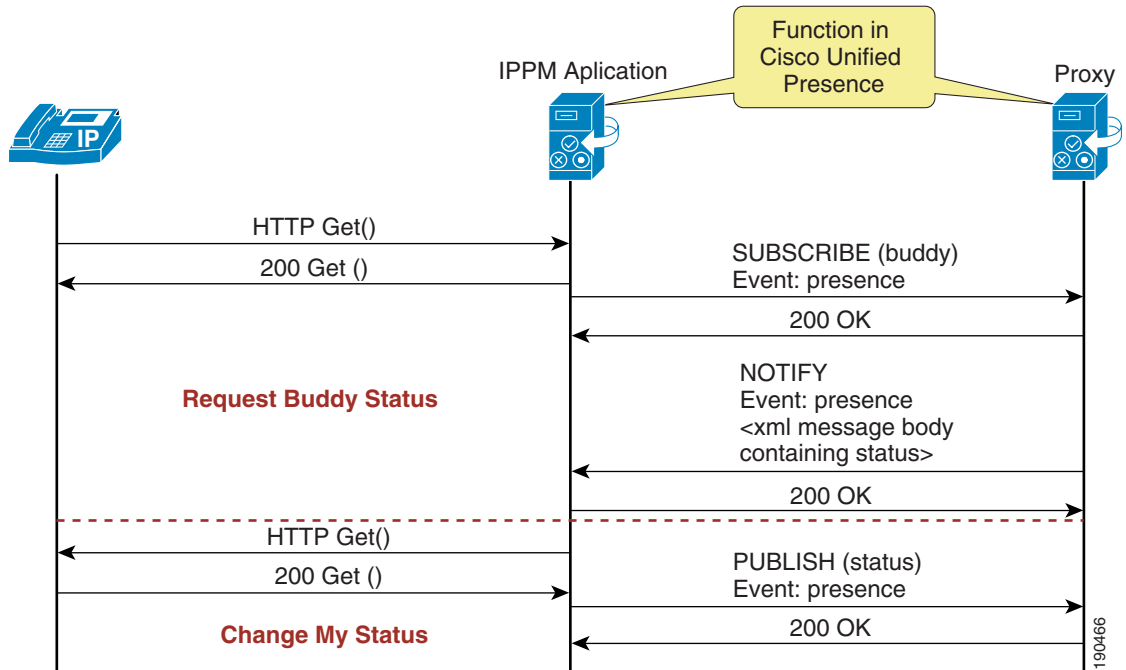 Function in
Cisco Unified
Presence
IPPM Aplication
Proxy
IP
HTTP Get()
200 Get ()
SUBSCRIBE (buddy)
Event: presence
200 OK
Request Buddy Status
NOTIFY
Event: presence
<xml message body
containing status>
200 OK
HTTP Get()
200 Get ()
PUBLISH (status)
Event: presence
Change My Status
200 OK
190466